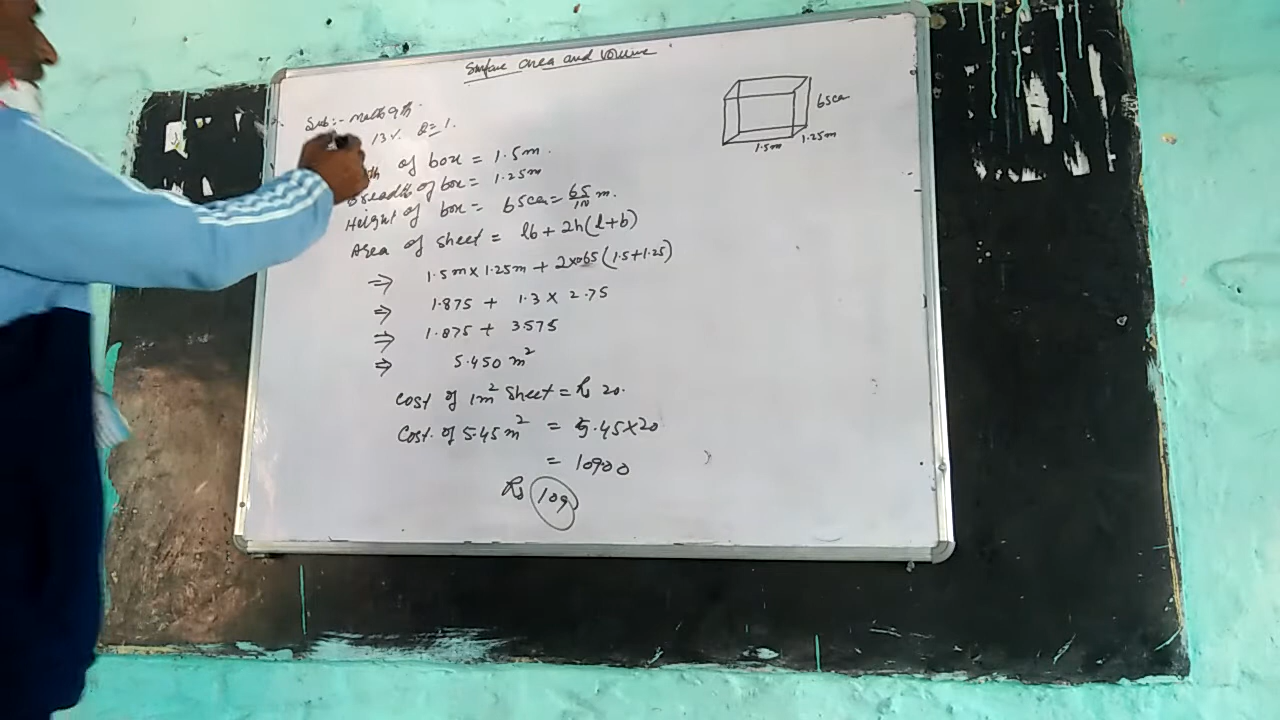 Surface area and volume
Sub:- Math 9th
13.1. Q=1.
of box = 1.5m.
Breadth of box = 1.25m
Height of box = 65cm = 65/100 m.
Area of sheet = lb + 2h(l+b)
⇒ 1.5m × 1.25m + 2×0.65 (1.5+1.25)
⇒ 1.875 + 1.3 × 2.75
⇒ 1.875 + 3.575
⇒ 5.450 m²
Cost of 1m² sheet = Rs 20.
Cost of 5.45m² = 5.45×20
= 10900
Rs 109
65cm
1.25m
1.5m